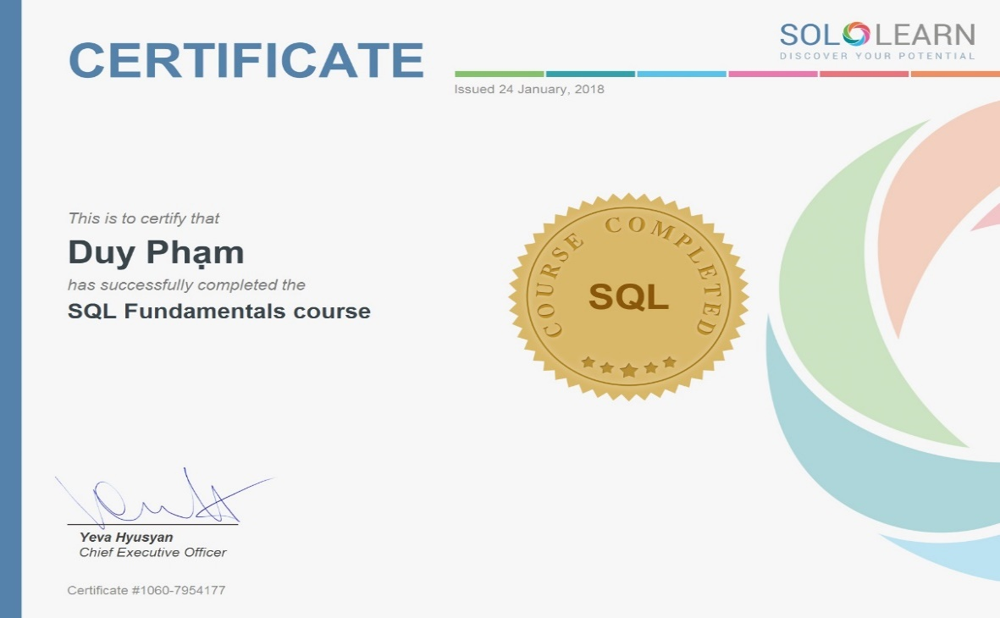 CERTIFICATE
SOLOLEARN
DISCOVER YOUR POTENTIAL
Issued 24 January, 2018
This is to certify that
Duy Phạm
has successfully completed the
SQL Fundamentals course
COURSE COMPLETED
SQL
Yeva Hyusyan
Chief Executive Officer
Certificate #1060-7954177